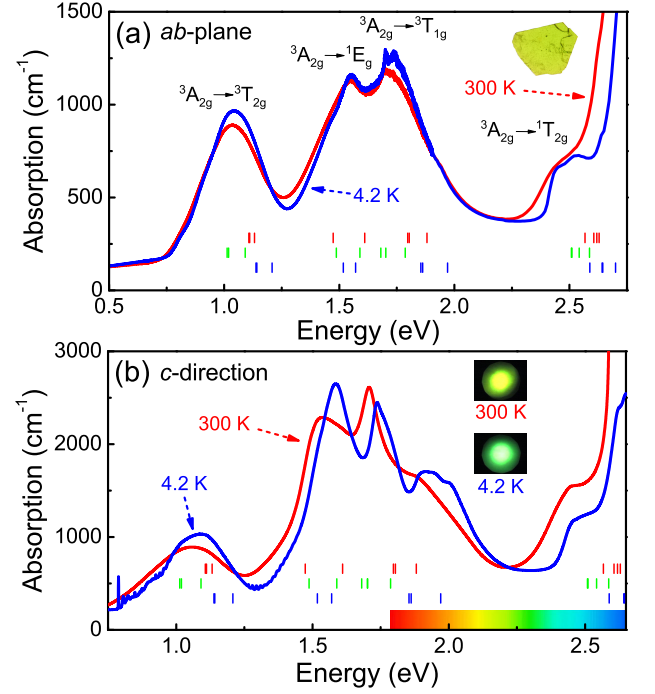 (a) ab-plane
³A₂g→³T₁g
³A₂g→¹Eg
³A₂g→³T₂g
300 K
³A₂g→¹T₂g
4.2 K
1500
1000
500
0
Absorption (cm⁻¹)
0.5 1.0 1.5 2.0 2.5
Energy (eV)
(b) c-direction
300 K
300 K
4.2 K
4.2 K
3000
2000
1000
0
Absorption (cm⁻¹)
1.0 1.5 2.0 2.5
Energy (eV)